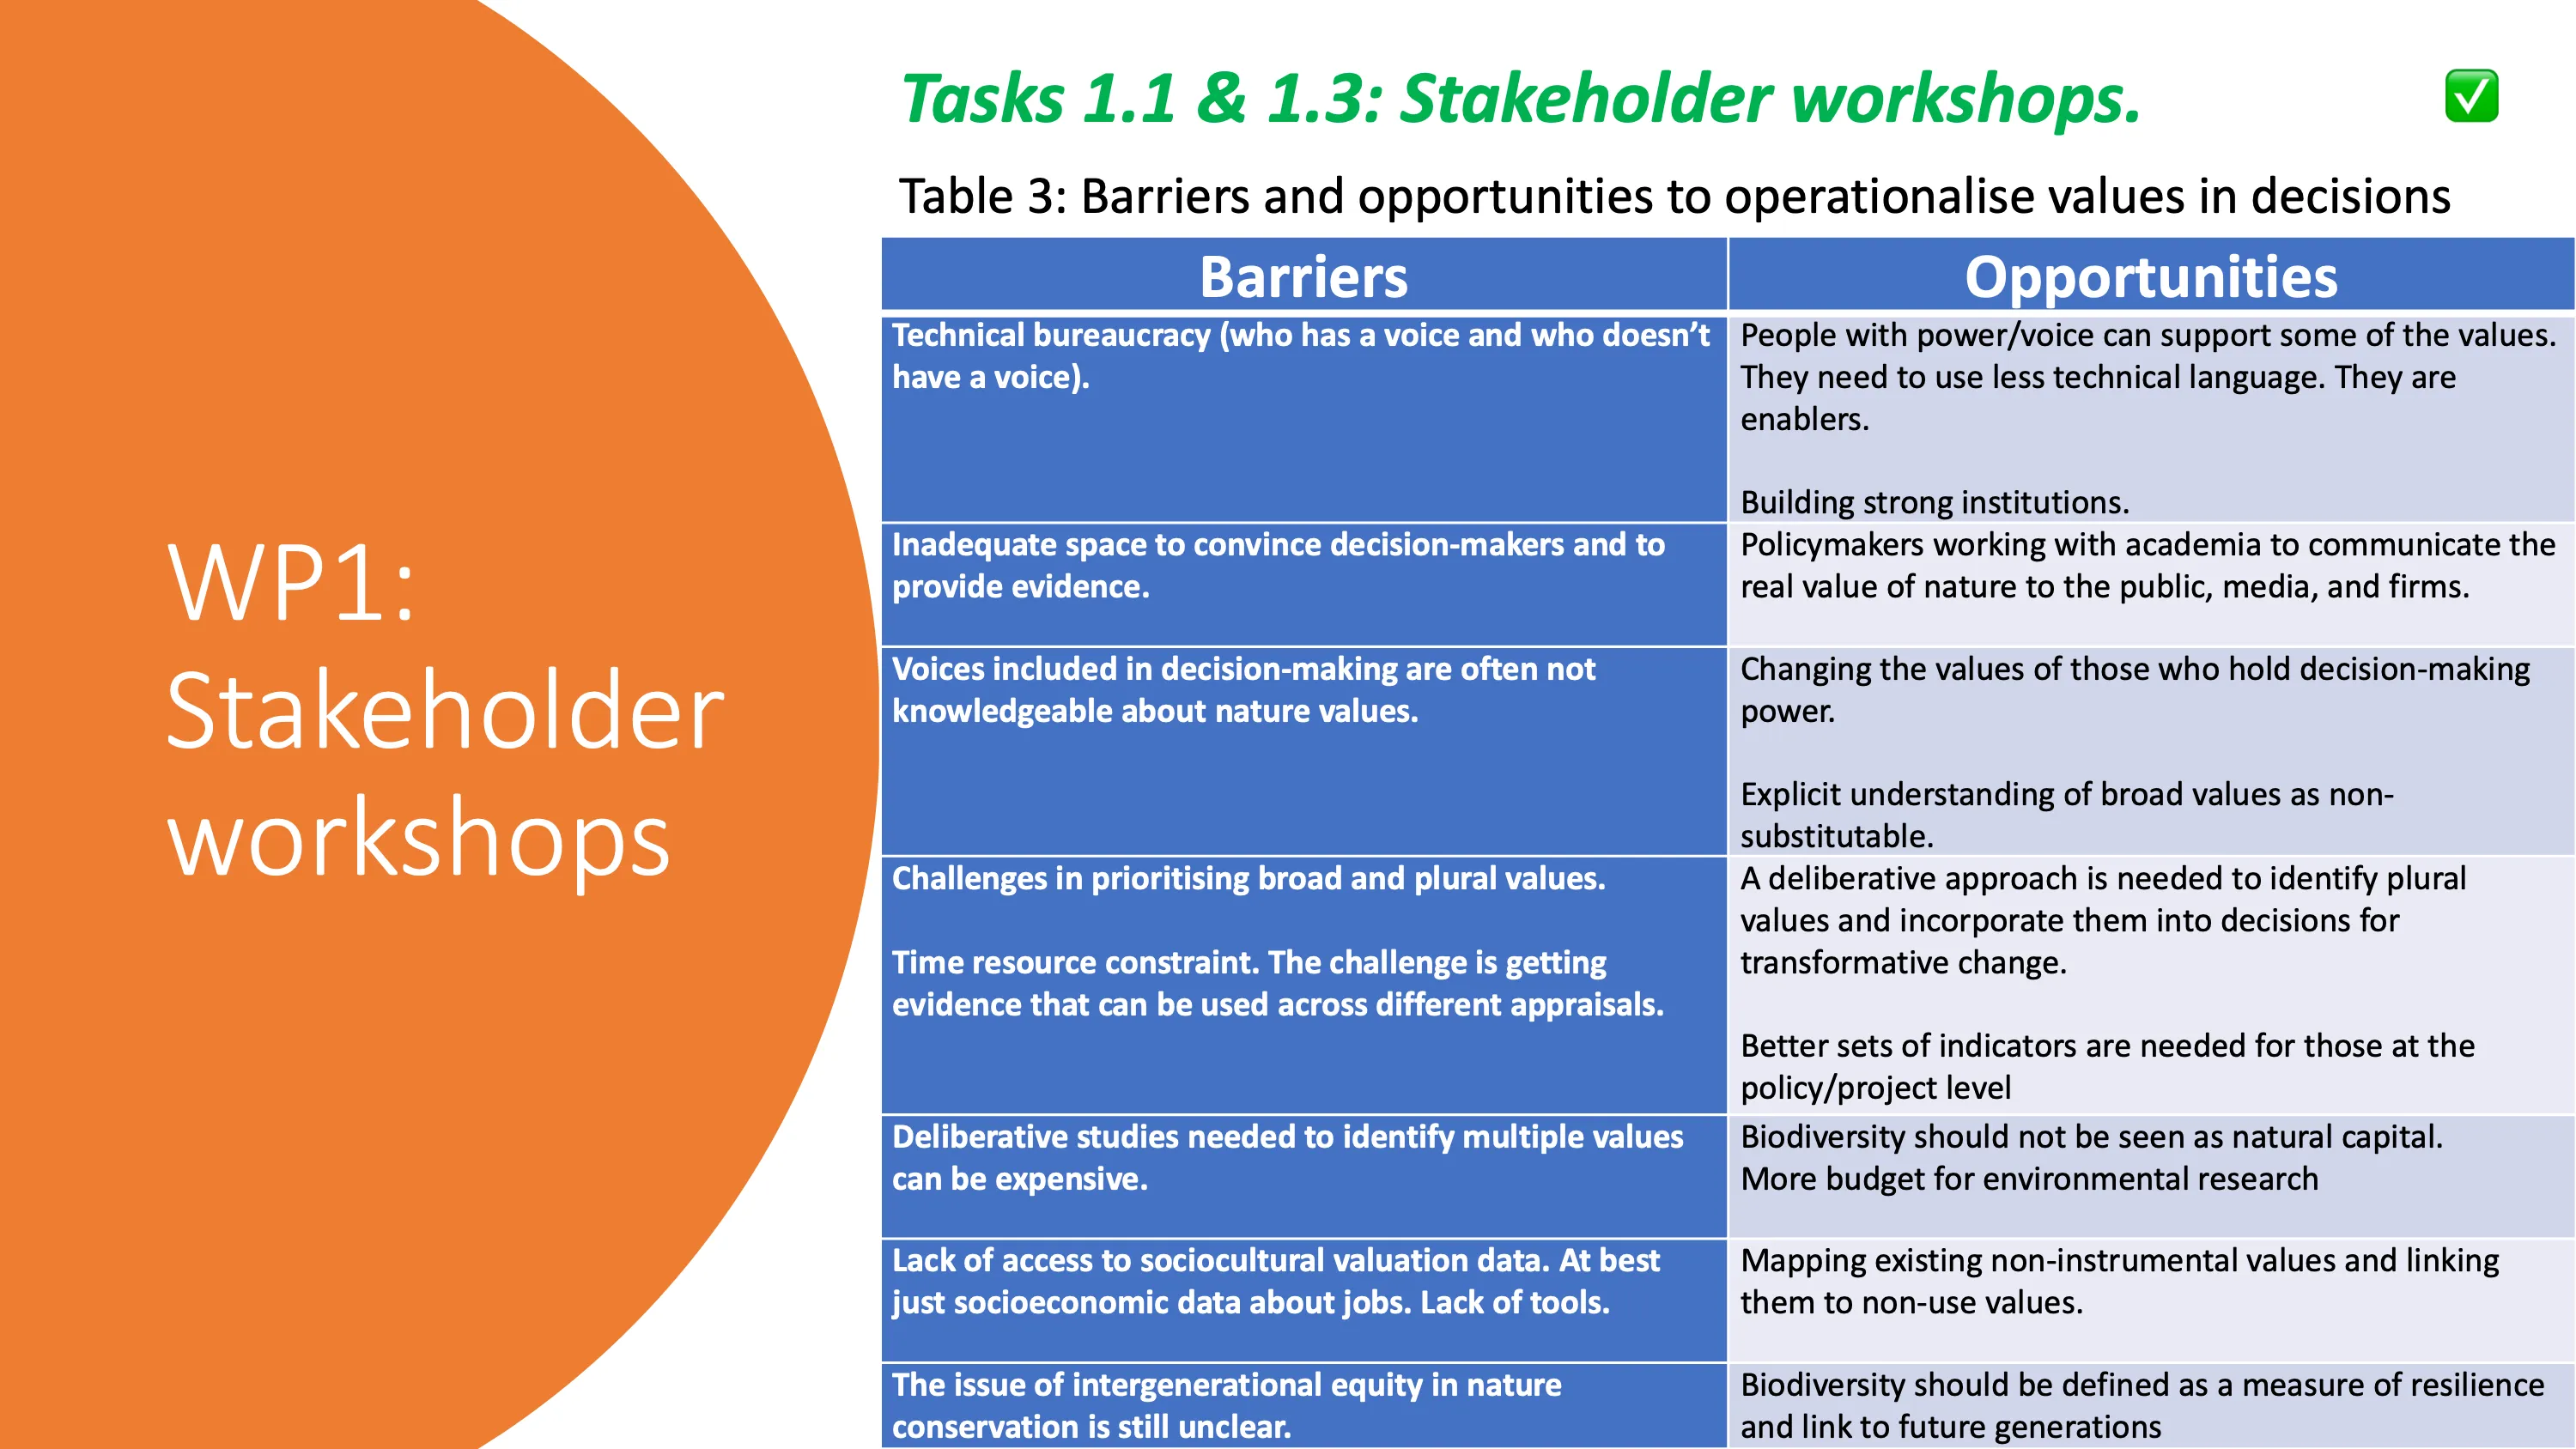 WP1:
Stakeholder
workshops
Tasks 1.1 & 1.3: Stakeholder workshops.
Table 3: Barriers and opportunities to operationalise values in decisions
Barriers
Opportunities
Technical bureaucracy (who has a voice and who doesn’t
have a voice).
People with power/voice can support some of the values.
They need to use less technical language. They are
enablers.
Building strong institutions.
Inadequate space to convince decision-makers and to
provide evidence.
Policymakers working with academia to communicate the
real value of nature to the public, media, and firms.
Voices included in decision-making are often not
knowledgeable about nature values.
Changing the values of those who hold decision-making
power.
Explicit understanding of broad values as non-
substitutable.
Challenges in prioritising broad and plural values.
Time resource constraint. The challenge is getting
evidence that can be used across different appraisals.
A deliberative approach is needed to identify plural
values and incorporate them into decisions for
transformative change.
Better sets of indicators are needed for those at the
policy/project level
Deliberative studies needed to identify multiple values
can be expensive.
Biodiversity should not be seen as natural capital.
More budget for environmental research
Lack of access to sociocultural valuation data. At best
just socioeconomic data about jobs. Lack of tools.
Mapping existing non-instrumental values and linking
them to non-use values.
The issue of intergenerational equity in nature
conservation is still unclear.
Biodiversity should be defined as a measure of resilience
and link to future generations